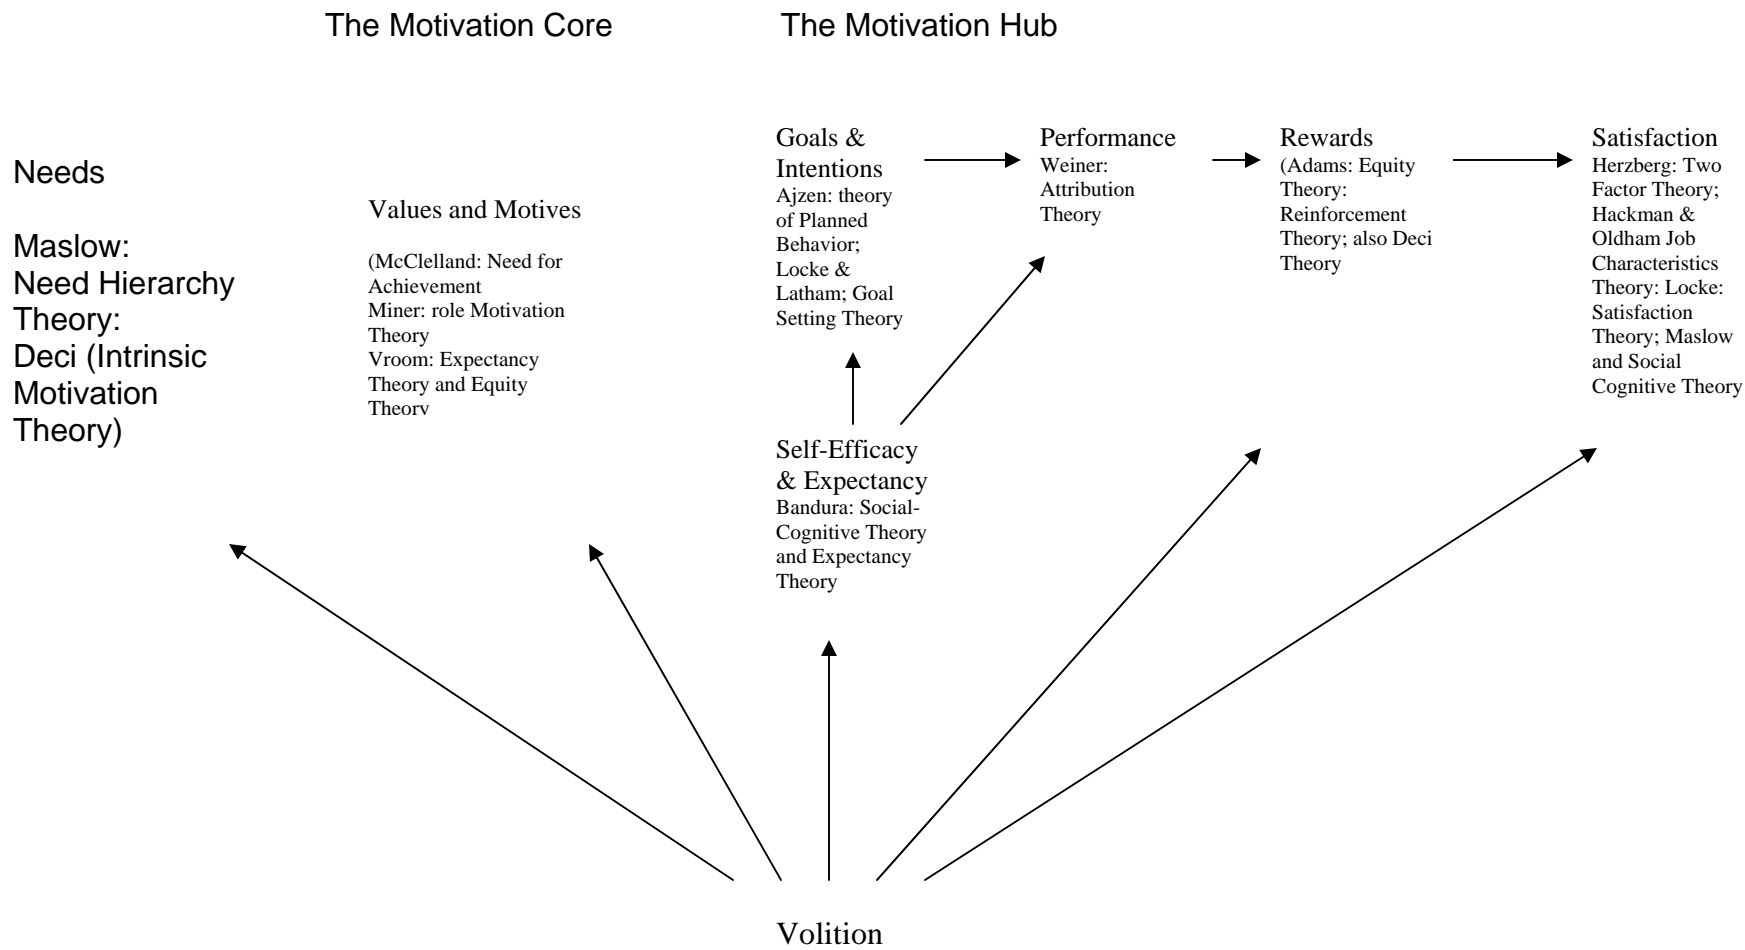 The Motivation Core
The Motivation Hub
Needs
Maslow:
Need Hierarchy
Theory:
Deci (Intrinsic
Motivation
Theory)
Values and Motives
(McClelland: Need for
Achievement
Miner: role Motivation
Theory
Vroom: Expectancy
Theory and Equity
Theory
Goals &
Intentions
Ajzen: theory
of Planned
Behavior;
Locke &
Latham; Goal
Setting Theory
Performance
Weiner:
Attribution
Theory
Rewards
(Adams: Equity
Theory:
Reinforcement
Theory; also Deci
Theory
Satisfaction
Herzberg: Two
Factor Theory;
Hackman &
Oldham Job
Characteristics
Theory: Locke:
Satisfaction
Theory; Maslow
and Social
Cognitive Theory
Self-Efficacy
& Expectancy
Bandura: Social-
Cognitive Theory
and Expectancy
Theory
Volition